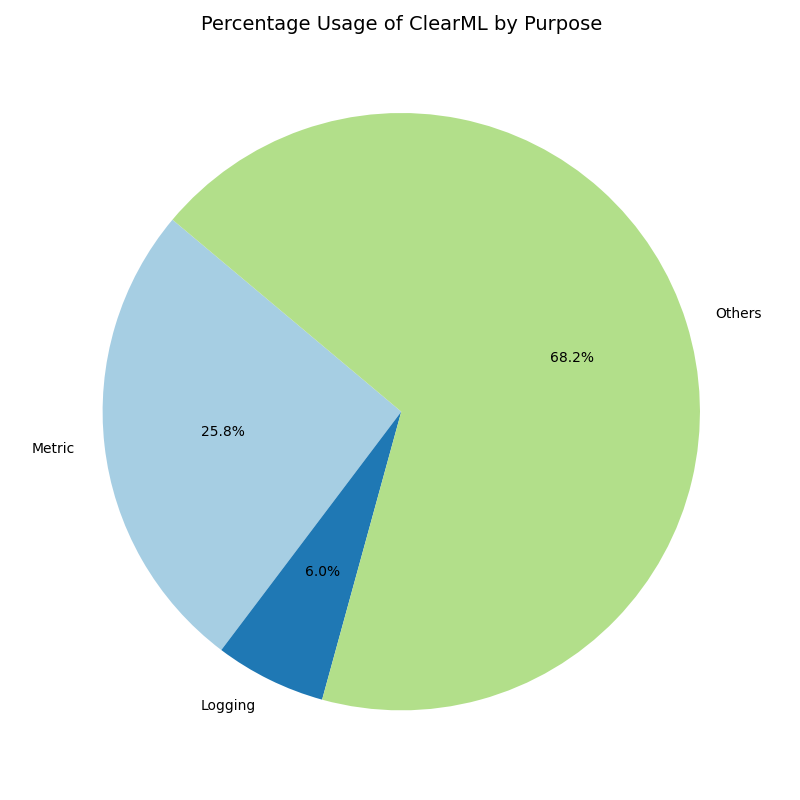 Percentage Usage of ClearML by Purpose
Others
68.2%
25.8%
Metric
6.0%
Logging